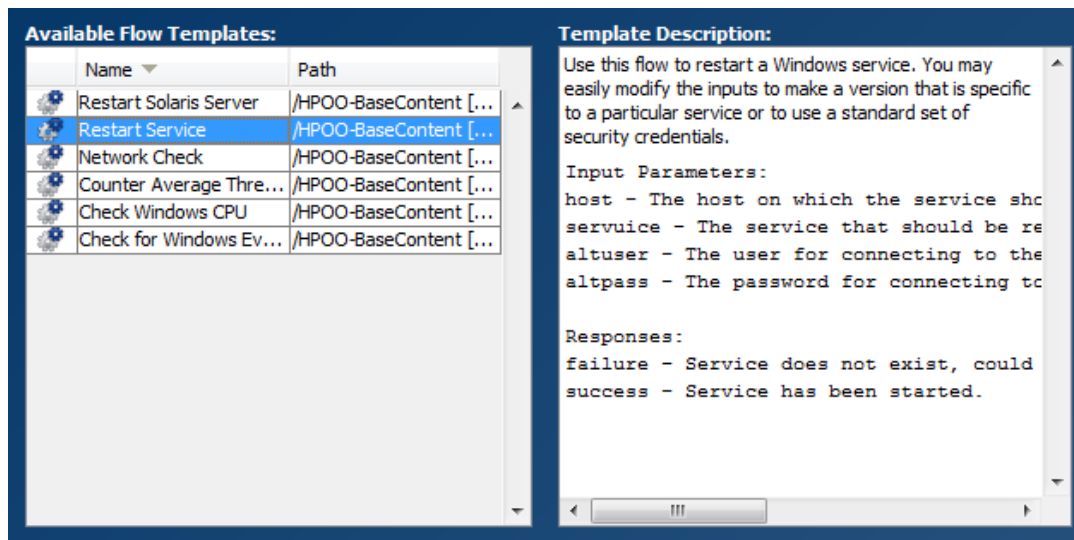 Available Flow Templates:
Name Path
Restart Solaris Server /HPOO-BaseContent [...
Restart Service /HPOO-BaseContent [...
Network Check /HPOO-BaseContent [...
Counter Average Thre... /HPOO-BaseContent [...
Check Windows CPU /HPOO-BaseContent [...
Check for Windows Ev... /HPOO-BaseContent [...
Template Description:
Use this flow to restart a Windows service. You may
easily modify the inputs to make a version that is specific
to a particular service or to use a standard set of
security credentials.
Input Parameters:
host - The host on which the service sho
servuice - The service that should be re
altuser - The user for connecting to the
altpass - The password for connecting to
Responses:
failure - Service does not exist, could
success - Service has been started.